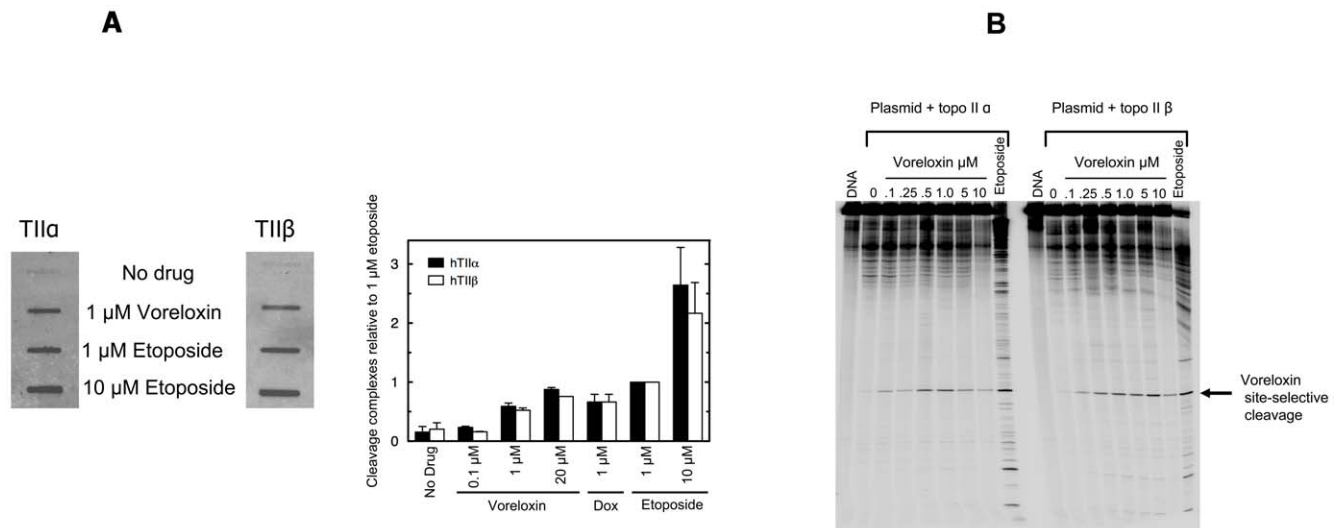 A
TIIα
TIIβ
No drug
1 µM Voreloxin
1 µM Etoposide
10 µM Etoposide
Cleavage complexes relative to 1 µM etoposide
3
2
1
0
hTIIα
hTIIβ
No Drug
0.1 µM
1 µM
20 µM
1 µM
1 µM
10 µM
Voreloxin
Dox
Etoposide
B
Plasmid + topo II α
Plasmid + topo II β
DNA
Voreloxin µM
Etoposide
DNA
Voreloxin µM
Etoposide
0 .1 .25 .5 1.0 5 10
0 .1 .25 .5 1.0 5 10
Voreloxin
site-selective
cleavage